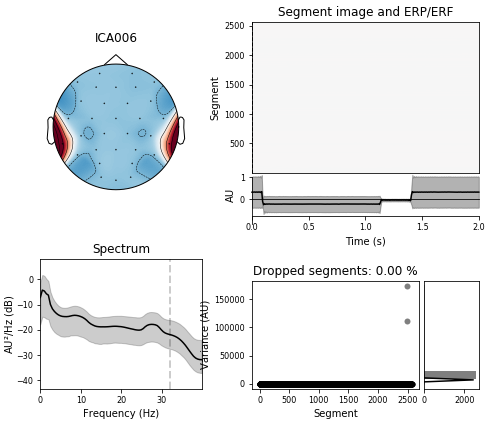 ICA006
Segment image and ERP/ERF
Segment
2500
2000
1500
1000
500
AU
1
0
0.0 0.5 1.0 1.5 2.0
Time (s)
Spectrum
AU²/Hz (dB)
0
−10
−20
−30
−40
0 10 20 30
Frequency (Hz)
Dropped segments: 0.00 %
Variance (AU)
150000
100000
50000
0
0 500 1000 1500 2000 2500
Segment
0 2000